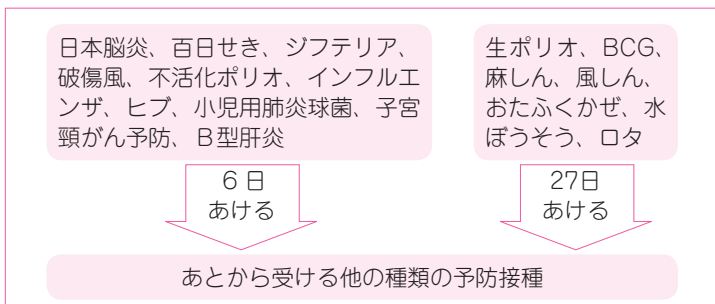 日本脳炎、百日せき、ジフテリア、
破傷風、不活化ポリオ、インフルエ
ンザ、ヒブ、小児用肺炎球菌、子宮
頸がん予防、Ｂ型肝炎
生ポリオ、BCG、
麻しん、風しん、
おたふくかぜ、水
ぼうそう、ロタ
6 日
あける
27日
あける
あとから受ける他の種類の予防接種